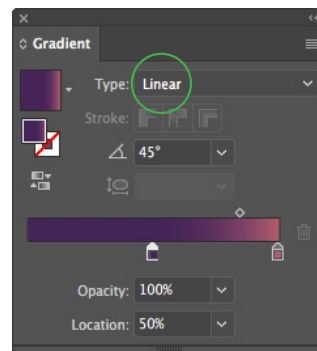 Gradient
Type: Linear
Stroke:
45°
Opacity: 100%
Location: 50%